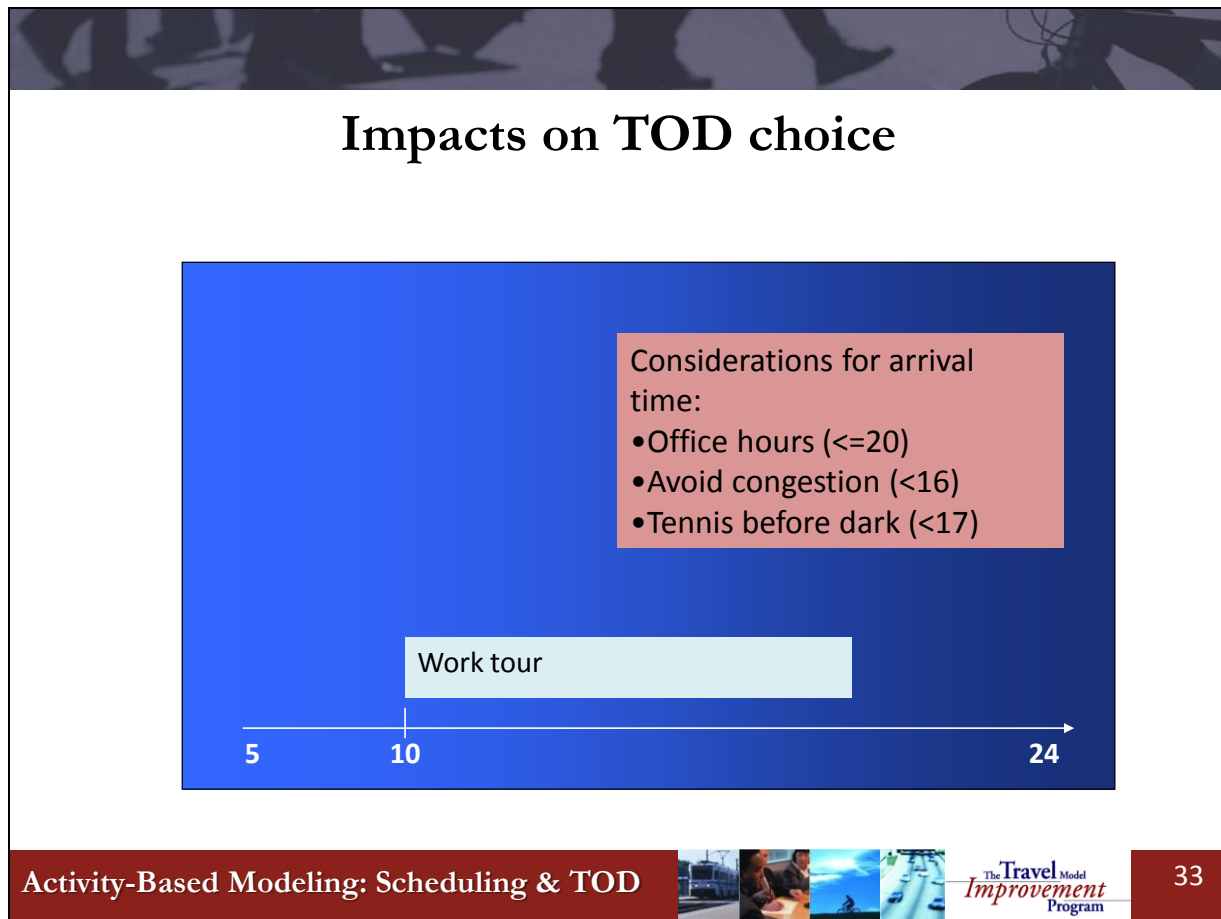 Impacts on TOD choice
Considerations for arrival
time:
•Office hours (<=20)
•Avoid congestion (<16)
•Tennis before dark (<17)
Work tour
5 10 24
Activity-Based Modeling: Scheduling & TOD
The Travel Model
Improvement
Program
33